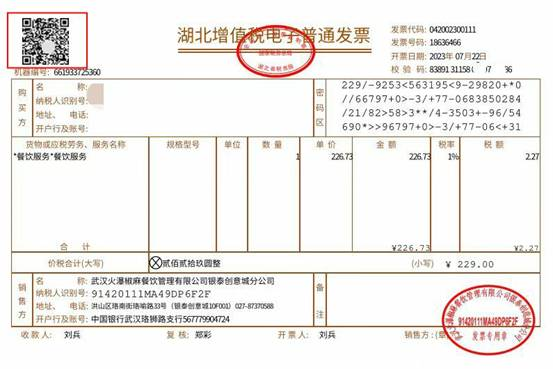 湖北增值税电子普通发票
发票代码: 042002300111
发票号码: 18636466
开票日期: 2023年07月22日
校 验 码: 83891 31158
机器编号: 661933725360
购买方
名 称:
纳税人识别号:
地址、 电话:
开户行及账号:
密码区
229/-9253<563195<9-29820+*0
//66797+0>-3/+77-0683850284
/21/82>58>3**/4-3503+-96/54
690*>>96797+0>-3/+77-06<+31
货物或应税劳务、服务名称 规格型号 单位 数量 单价 金额 税率 税额
*餐饮服务*餐饮服务 1 226.73 226.73 1% 2.27
合 计 ¥226.73 ¥2.27
价税合计(大写) 贰佰贰拾玖圆整 (小写) ¥ 229.00
销售方
名 称: 武汉火瀑椒麻餐饮管理有限公司银泰创意城分公司
纳税人识别号: 91420111MA49DP6F2F
地址、 电话: 洪山区珞南街珞喻路33号(银泰创意城10F001) 027-87370588
开户行及账号: 中国银行武汉珞狮路支行567779904724
收 款 人: 刘兵 复 核: 郑彩 开 票 人: 刘兵 销售方:(章)
91420111MA49DP6F2F
发票专用章